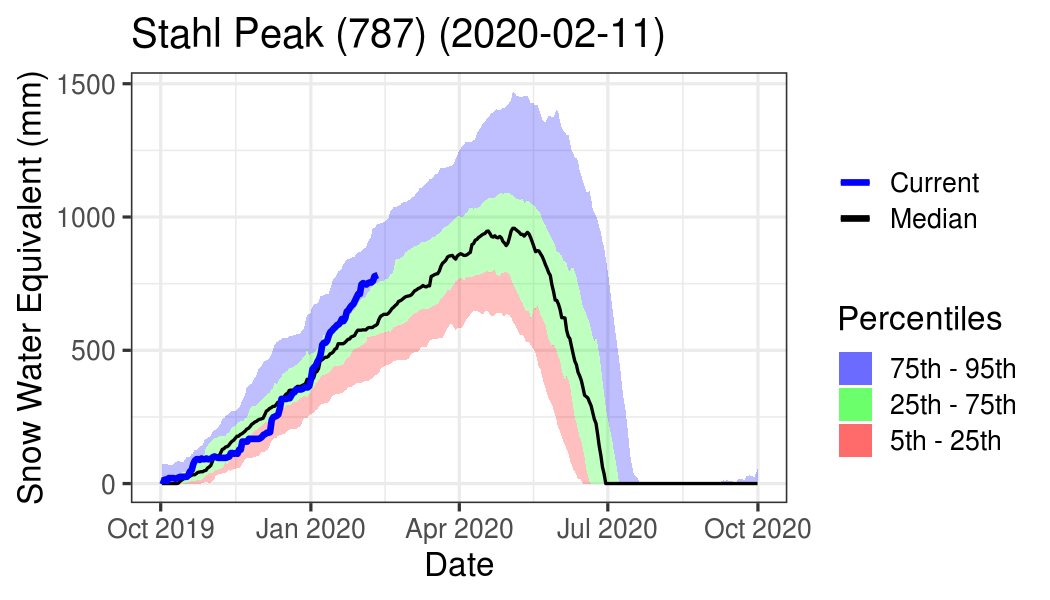 Stahl Peak (787) (2020-02-11)
Snow Water Equivalent (mm)
1500
1000
500
0
Oct 2019
Jan 2020
Apr 2020
Jul 2020
Oct 2020
Date
Current
Median
Percentiles
75th - 95th
25th - 75th
5th - 25th